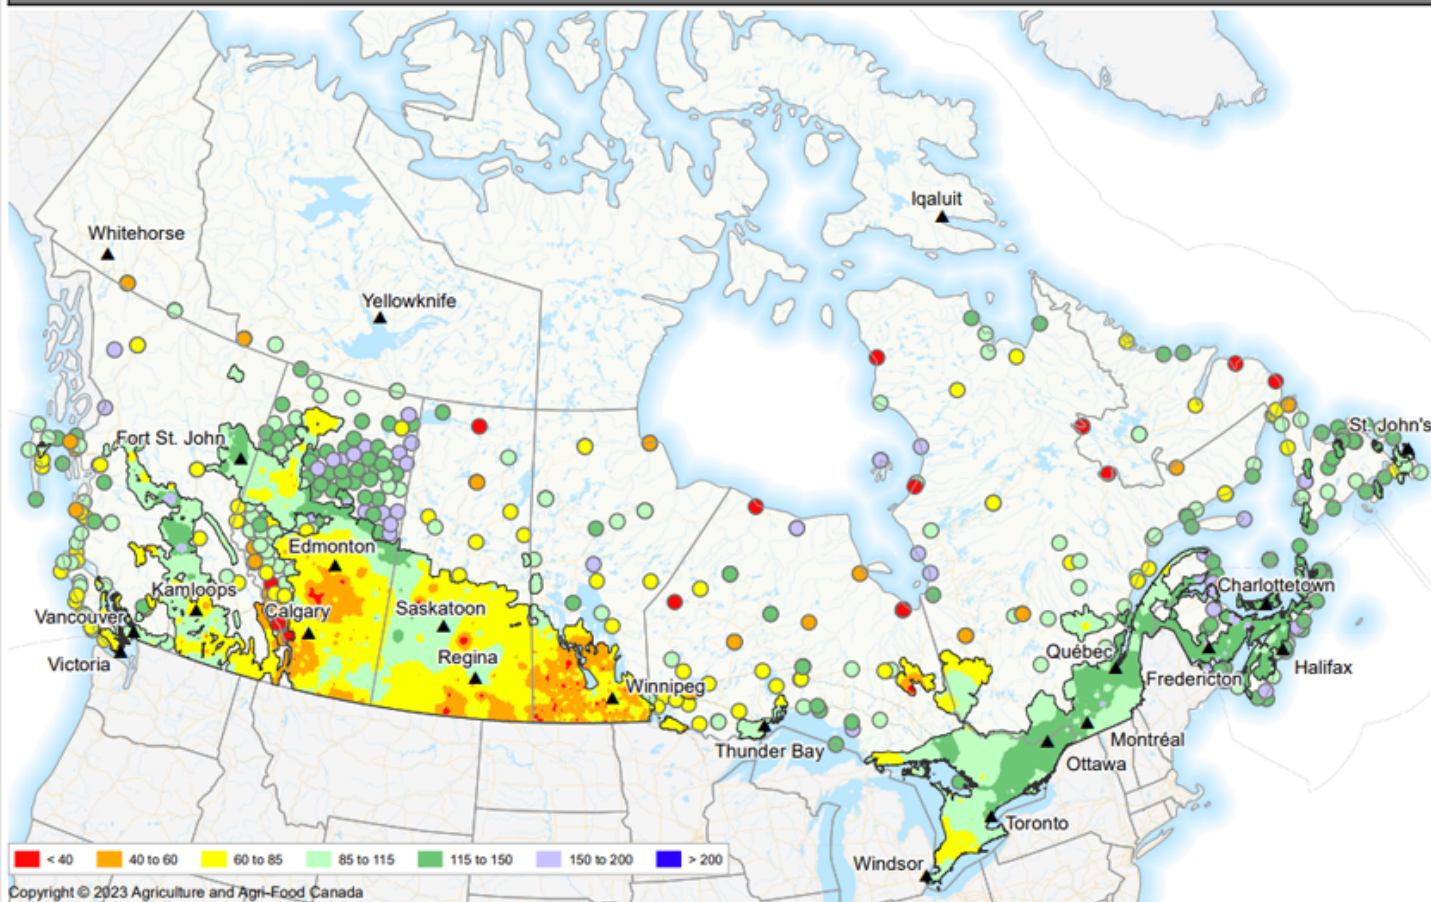 Iqaluit
Whitehorse
Yellowknife
St. John's
Fort St. John
Edmonton
Charlottetown
Kamloops
Saskatoon
Calgary
Vancouver
Québec
Regina
Victoria
Halifax
Fredericton
Winnipeg
Montréal
Thunder Bay
Ottawa
Toronto
< 40 40 to 60 60 to 85 85 to 115 115 to 150 150 to 200 > 200
Windsor
Copyright © 2023 Agriculture and Agri-Food Canada